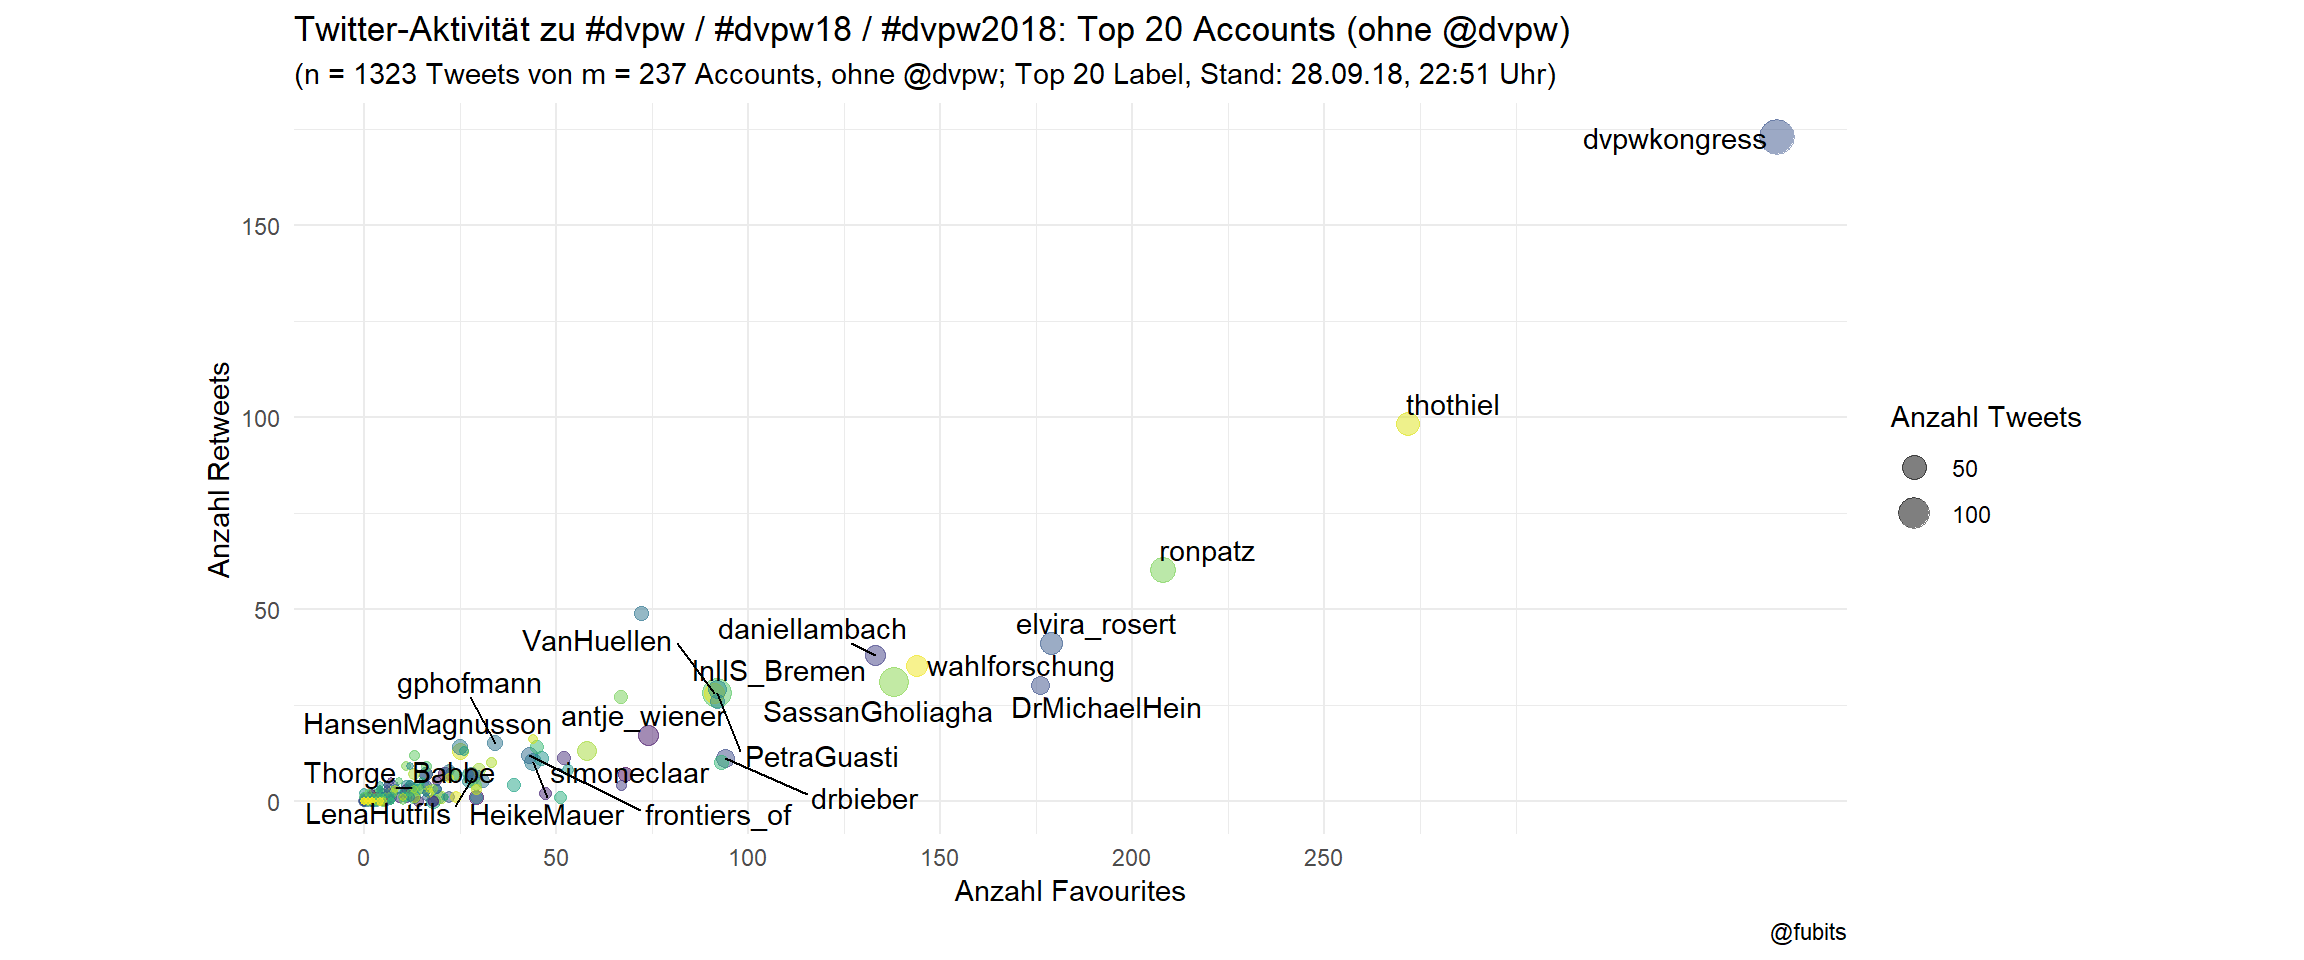 Twitter-Aktivität zu #dvpw / #dvpw18 / #dvpw2018: Top 20 Accounts (ohne @dvpw)
(n = 1323 Tweets von m = 237 Accounts, ohne @dvpw; Top 20 Label, Stand: 28.09.18, 22:51 Uhr)
dvpwkongress
150
thothiel
100
Anzahl Retweets
Anzahl Tweets
50
100
ronpatz
50
elvira_rosert
daniellambach
VanHuellen
InIIS_Bremen
wahlforschung
gphofmann
SassanGholiagha
DrMichaelHein
antje_wiener
HansenMagnusson
PetraGuasti
Thorge_Babbe
simoneclaar
0
drbieber
LenaHutfils
HeikeMauer
frontiers_of
0
50
100
150
200
250
Anzahl Favourites
@fubits